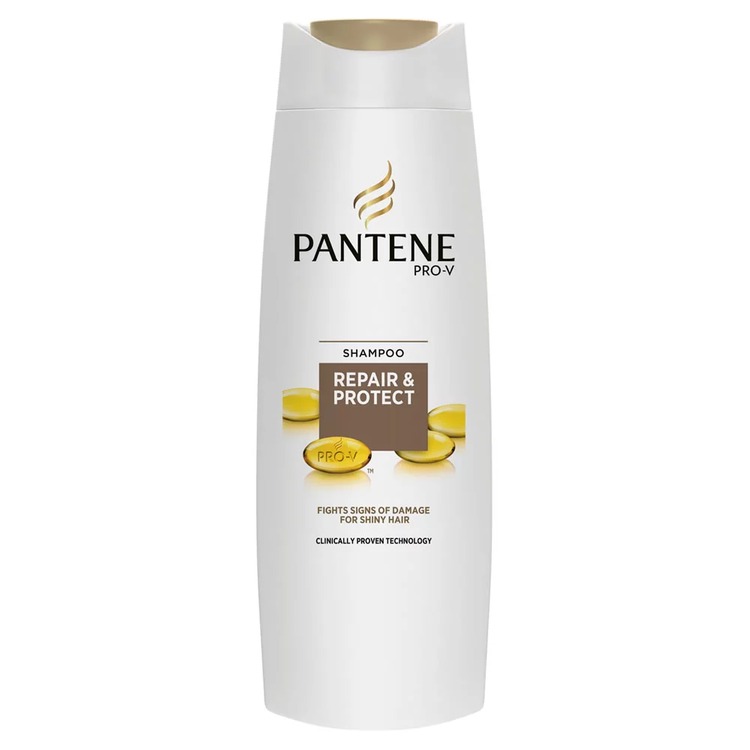 PANTENE
PRO-V
SHAMPOO
REPAIR &
PROTECT
PRO-V
™
FIGHTS SIGNS OF DAMAGE
FOR SHINY HAIR
CLINICALLY PROVEN TECHNOLOGY